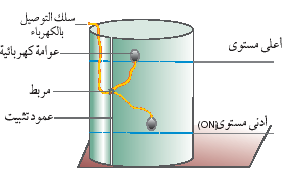 سلك التوصيل
بالكهرباء
عوامة كهربائية
مربط
عمود تثبيت
أعلى مستوى
أدنى مستوى (ON)